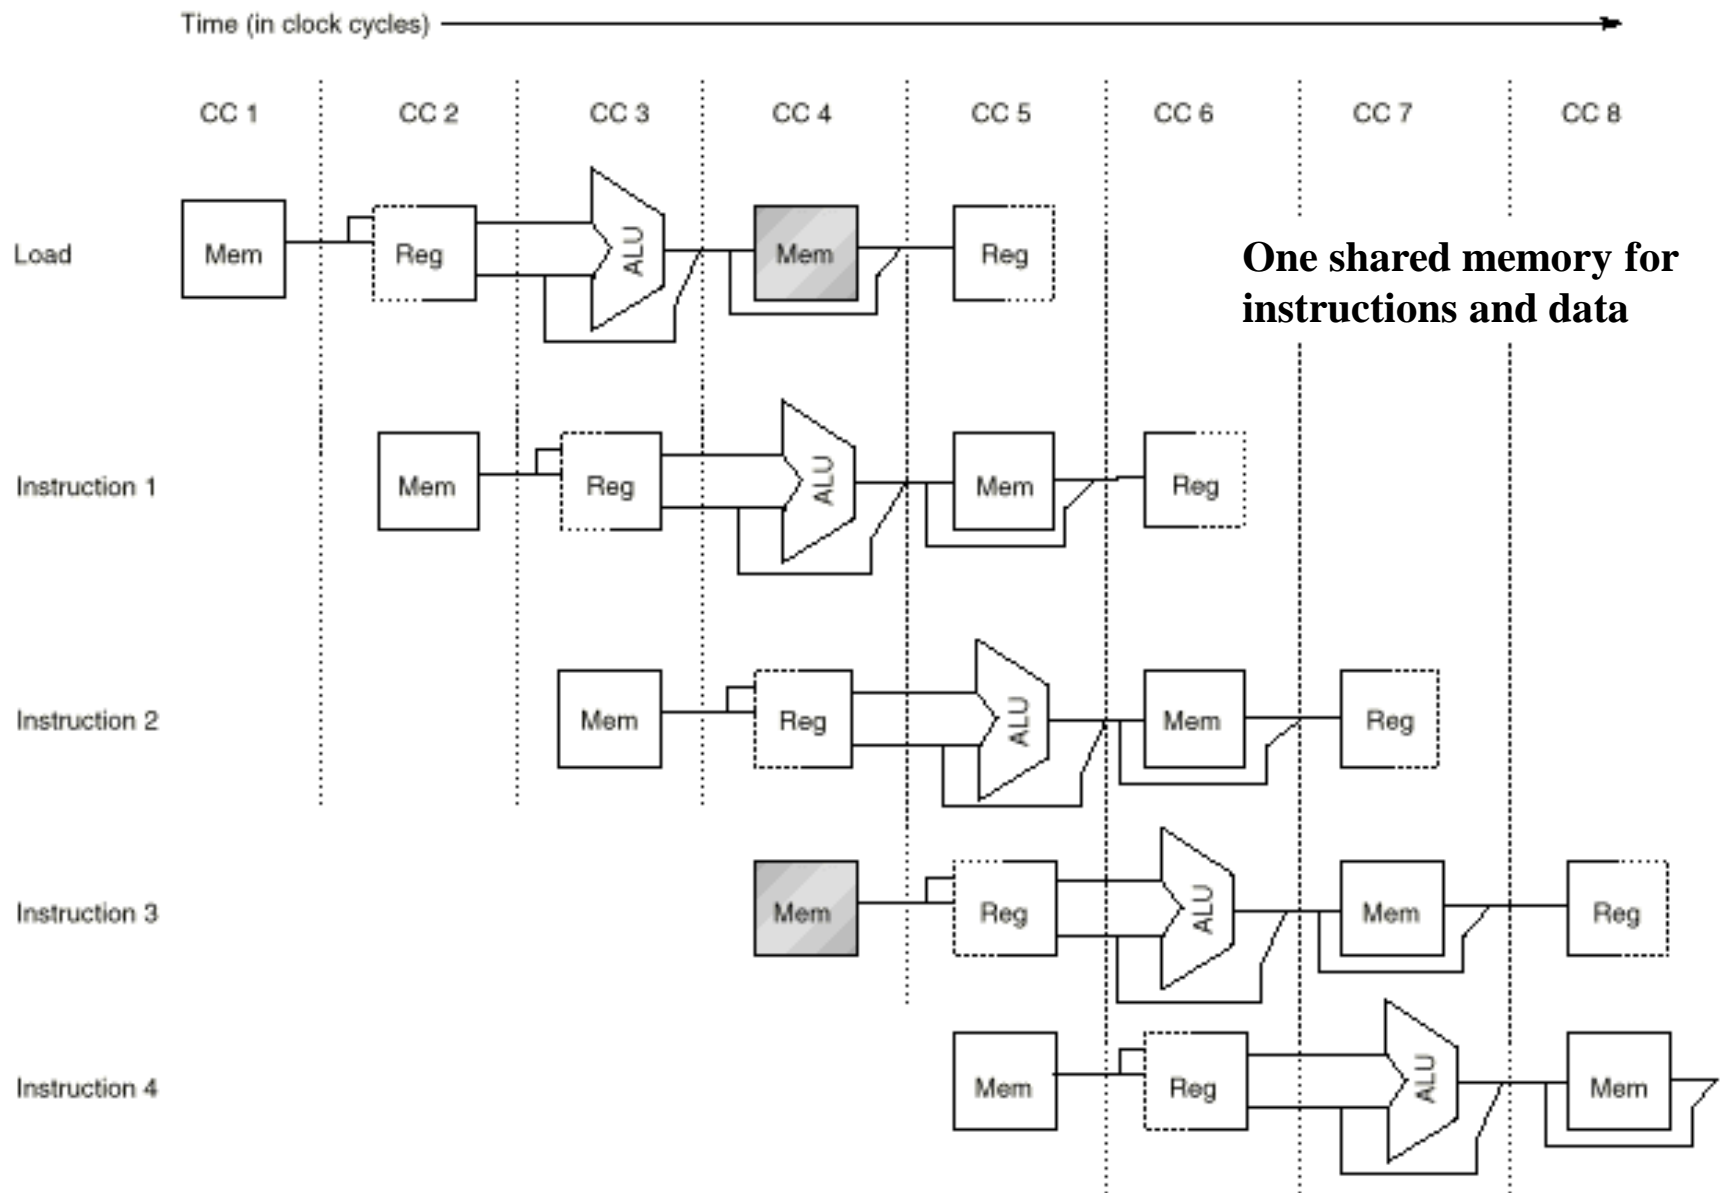 Time (in clock cycles)
CC 1 CC 2 CC 3 CC 4 CC 5 CC 6 CC 7 CC 8
Load Mem Reg ALU Mem Reg
One shared memory for
instructions and data
Instruction 1 Mem Reg ALU Mem Reg
Instruction 2 Mem Reg ALU Mem Reg
Instruction 3 Mem Reg ALU Mem Reg
Instruction 4 Mem Reg ALU Mem